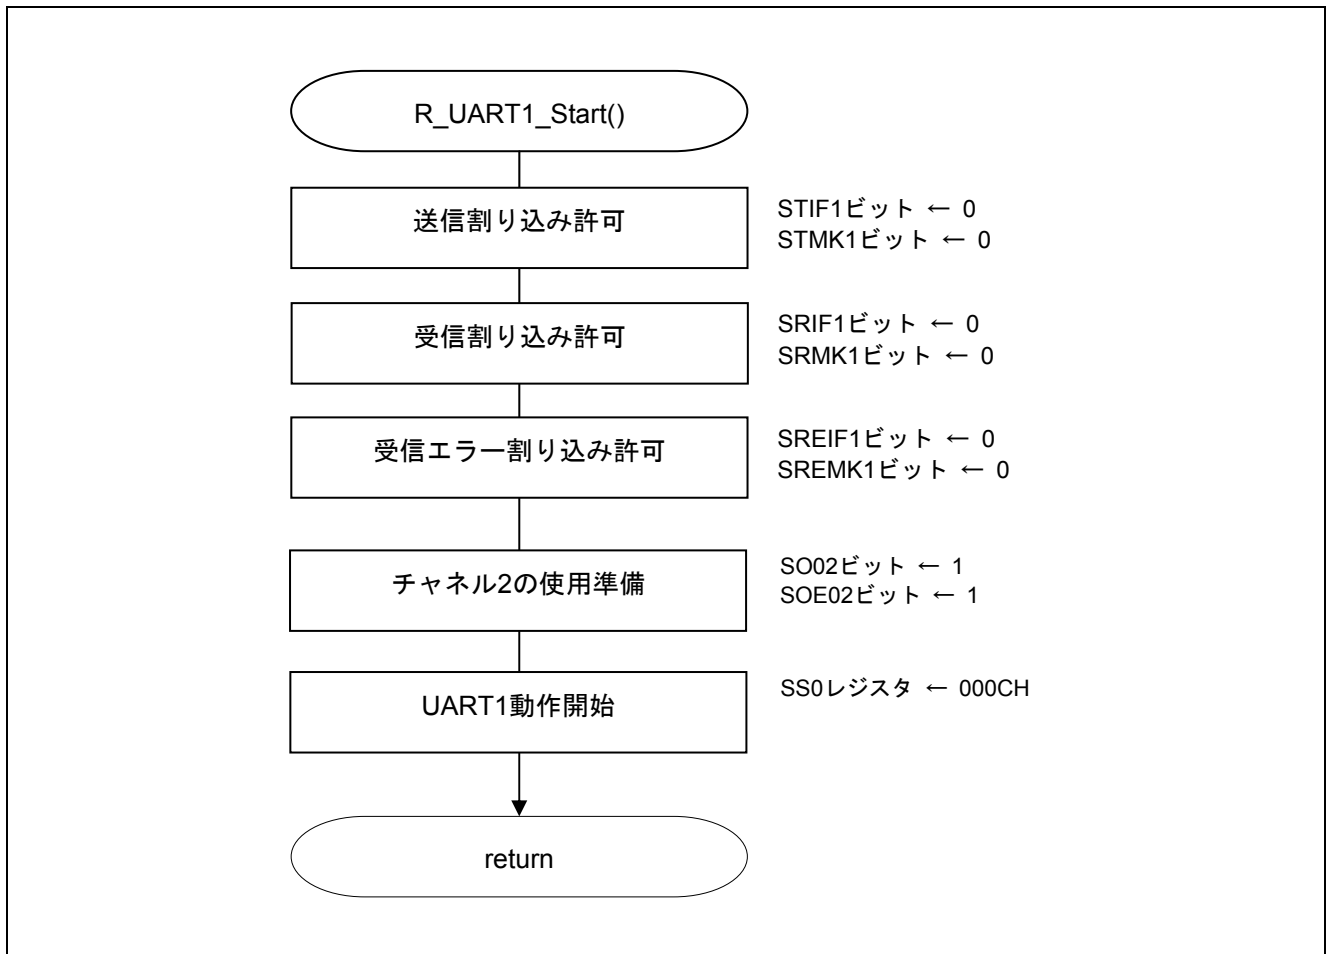 R_UART1_Start()
送信割り込み許可
STIF1ビット ← 0
STMK1ビット ← 0
受信割り込み許可
SRIF1ビット ← 0
SRMK1ビット ← 0
受信エラー割り込み許可
SREIF1ビット ← 0
SREMK1ビット ← 0
チャネル2の使用準備
SO02ビット ← 1
SOE02ビット ← 1
UART1動作開始
SS0レジスタ ← 000CH
return